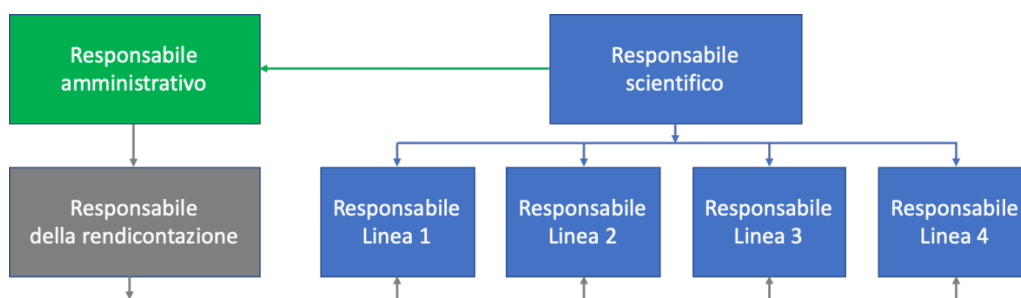 Responsabile
amministrativo
Responsabile
scientifico
Responsabile
della rendicontazione
Responsabile
Linea 1
Responsabile
Linea 2
Responsabile
Linea 3
Responsabile
Linea 4